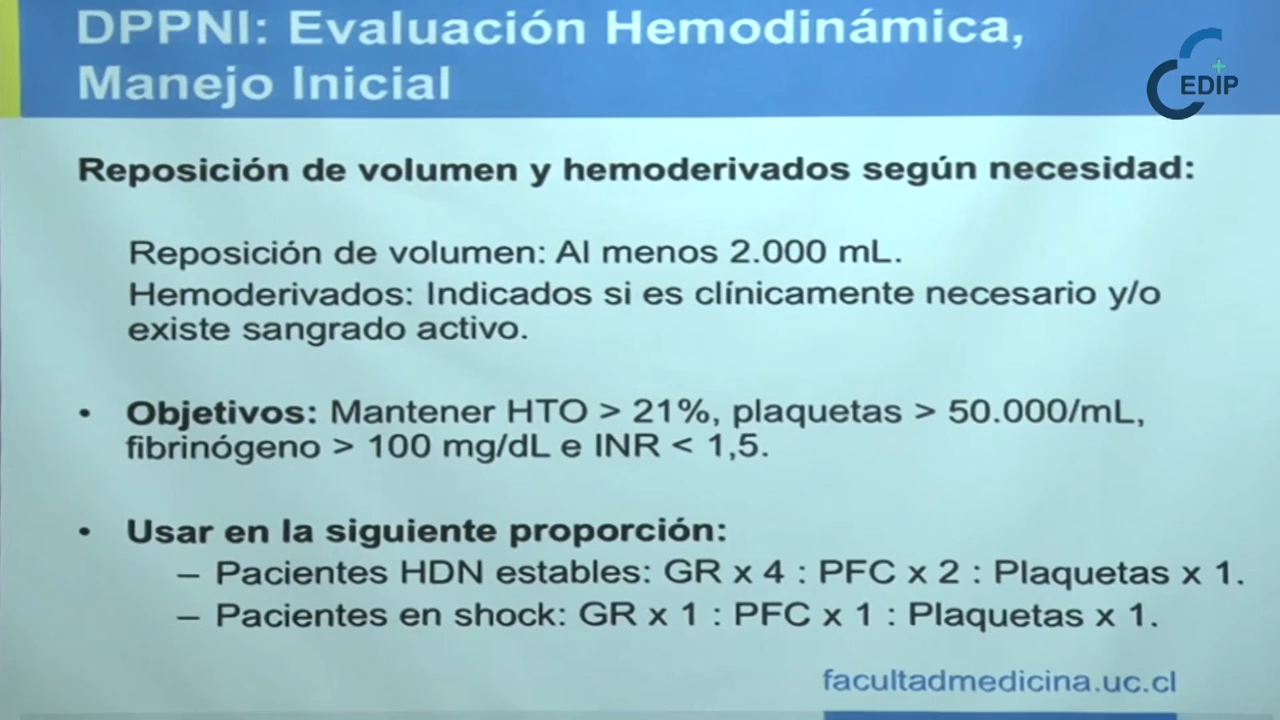 DPPNI: Evaluación Hemodinámica,
Manejo Inicial
EDIP
Reposición de volumen y hemoderivados según necesidad:
Reposición de volumen: Al menos 2.000 mL.
Hemoderivados: Indicados si es clínicamente necesario y/o
existe sangrado activo.
• Objetivos: Mantener HTO > 21%, plaquetas > 50.000/mL,
fibrinógeno > 100 mg/dL e INR < 1,5.
• Usar en la siguiente proporción:
– Pacientes HDN estables: GR x 4 : PFC x 2 : Plaquetas x 1.
– Pacientes en shock: GR x 1 : PFC x 1 : Plaquetas x 1.
facultadmedicina.uc.cl